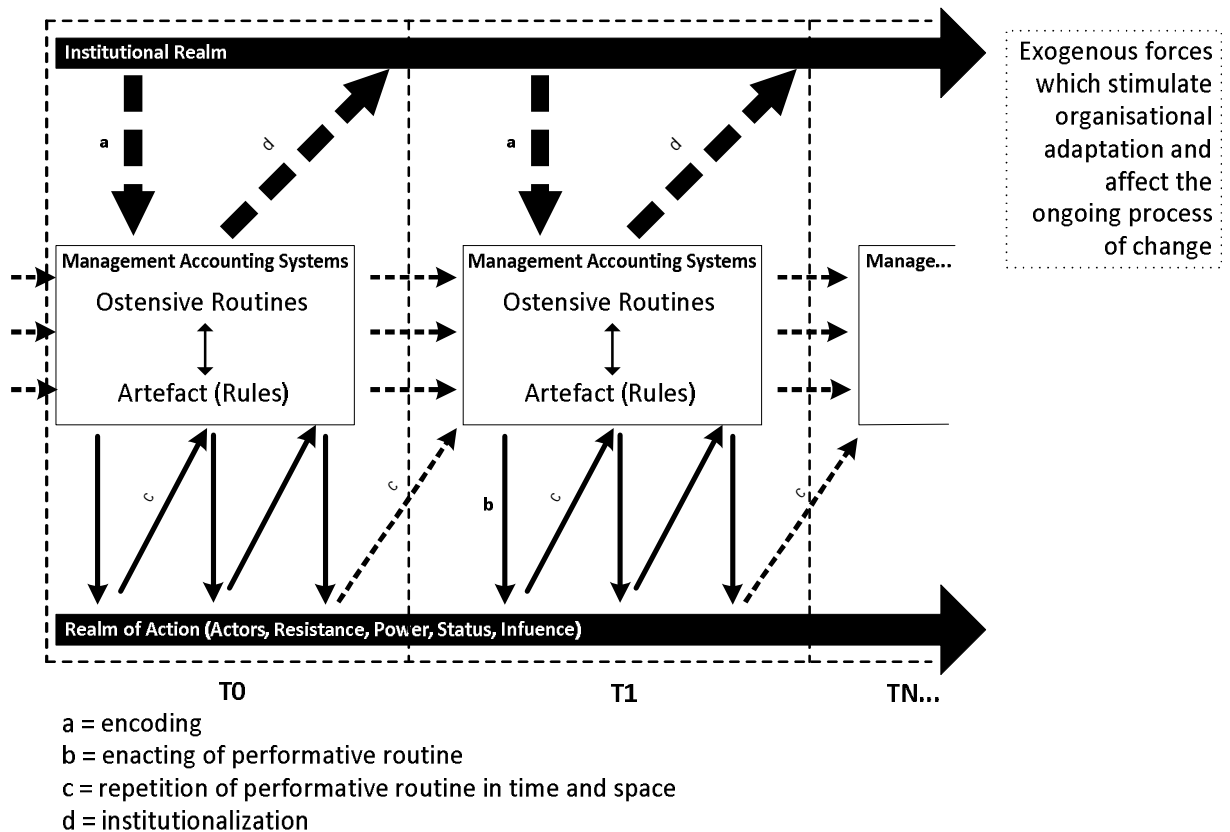 Institutional Realm
Exogenous forces
which stimulate
organisational
adaptation and
affect the
ongoing process
of change
a
d
a
d
Management Accounting Systems
Ostensive Routines
Artefact (Rules)
Management Accounting Systems
Ostensive Routines
Artefact (Rules)
Manage...
c
c
b
c
c
Realm of Action (Actors, Resistance, Power, Status, Infuence)
T0
T1
TN...
a = encoding
b = enacting of performative routine
c = repetition of performative routine in time and space
d = institutionalization